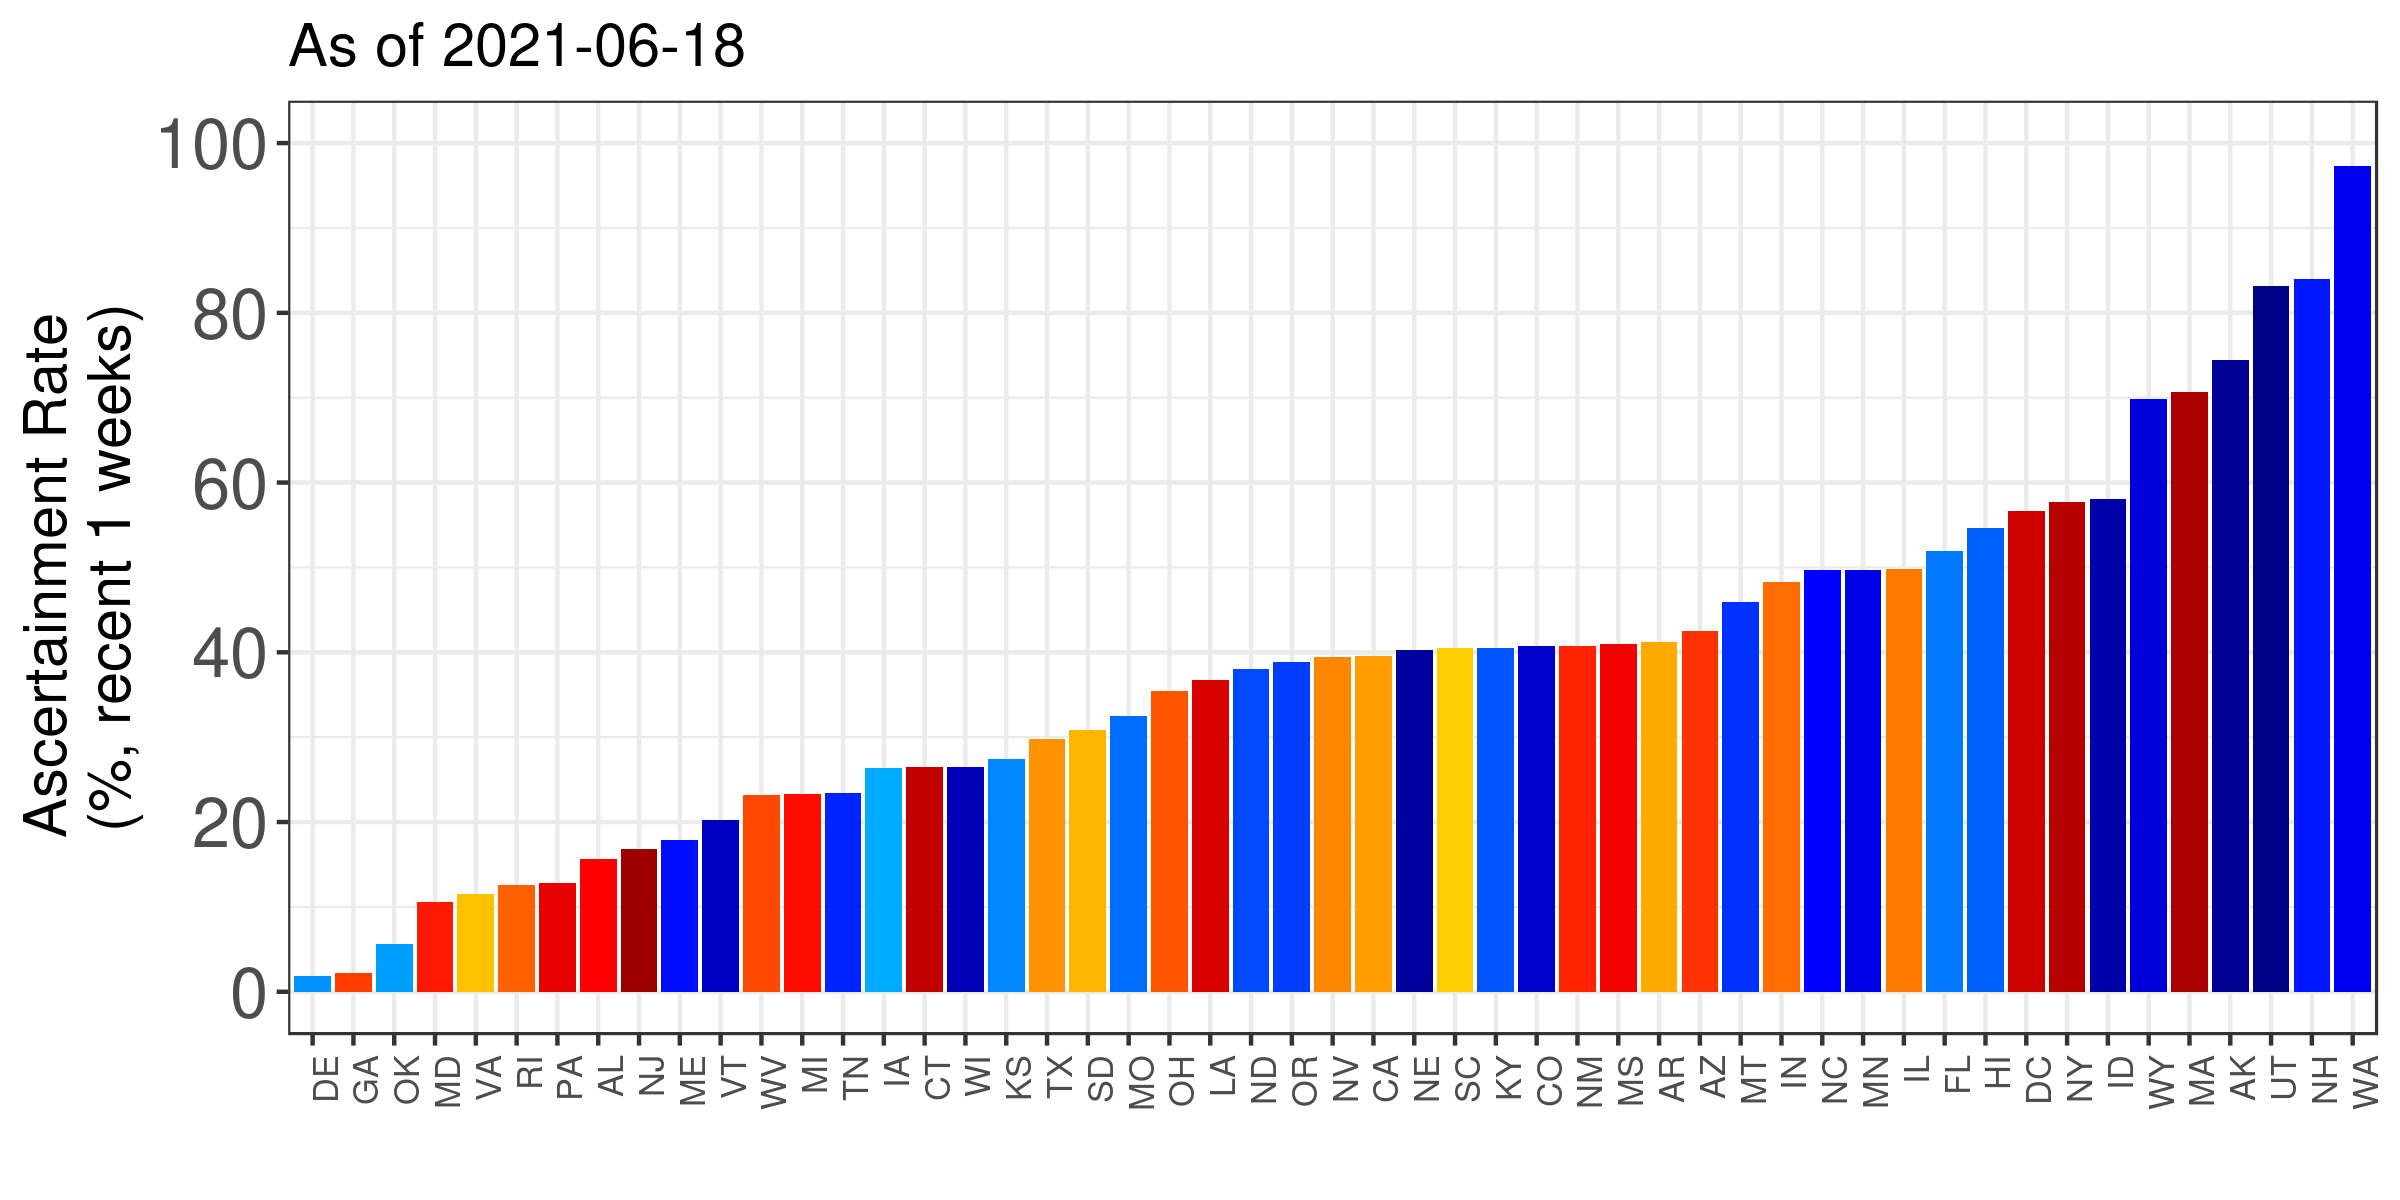 As of 2021-06-18
Ascertainment Rate
(%, recent 1 weeks)
100
80
60
40
20
0
DE GA OK MD VA RI PA AL NJ ME VT WV MI TN IA CT WI KS TX SD MO OH LA ND OR NV CA NE SC KY CO NM MS AR AZ MT IN NC MN IL FL HI DC NY ID WY MA AK UT NH WA